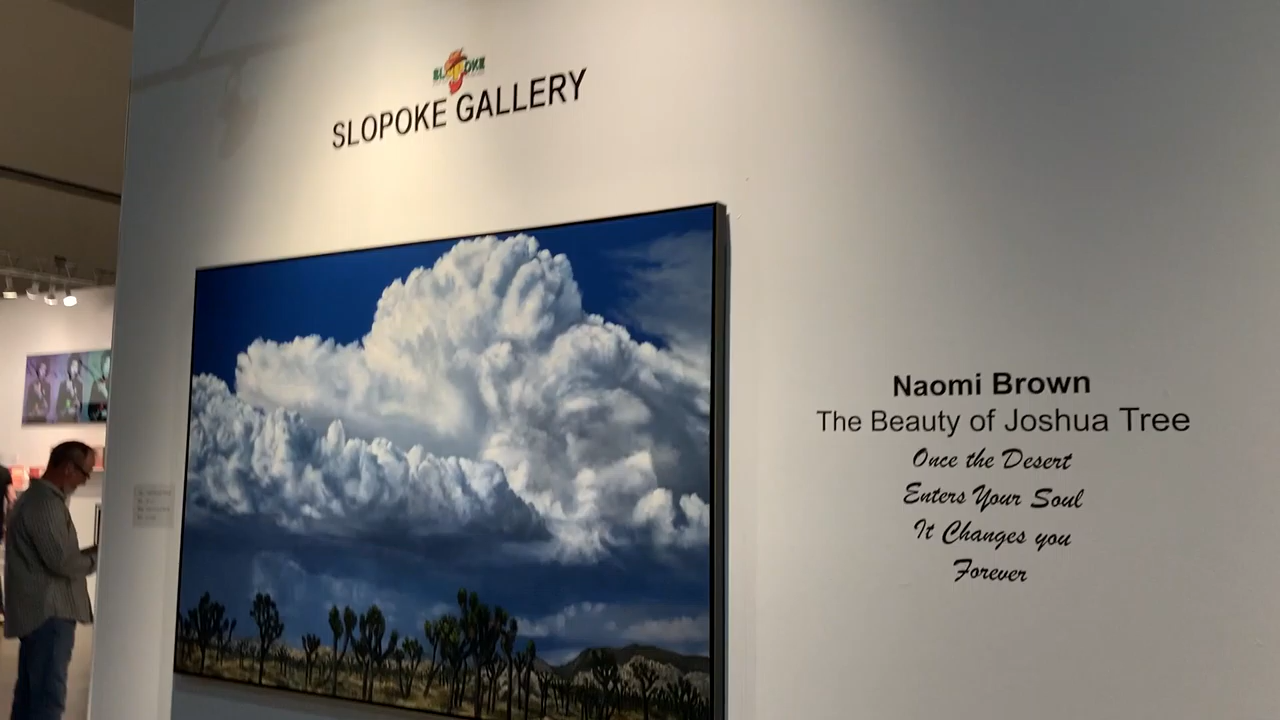 SLOPOKE
SLOPOKE GALLERY
Naomi Brown
The Beauty of Joshua Tree
Once the Desert
Enters Your Soul
It Changes you
Forever